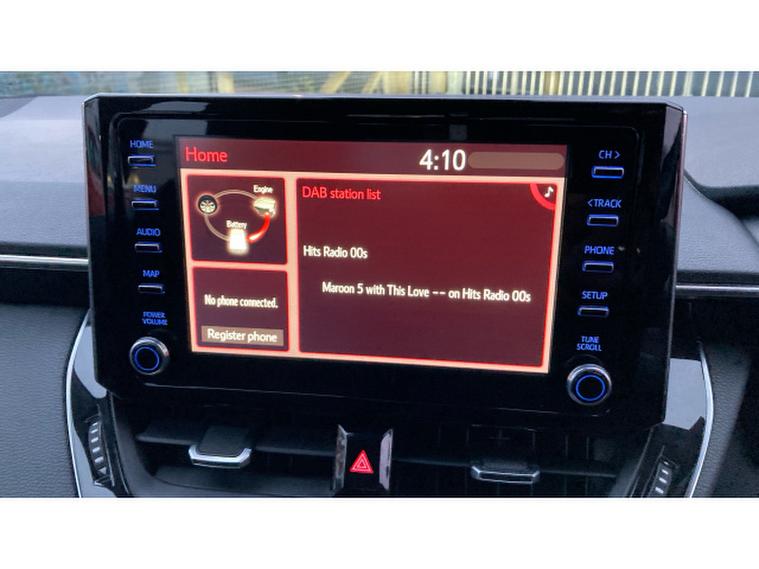 HOME
MENU
AUDIO
MAP
POWER
VOLUME
Home
4:10
Engine
Battery
No phone connected.
Register phone
DAB station list
Hits Radio 00s
Maroon 5 with This Love –– on Hits Radio 00s
CH >
< TRACK
PHONE
SETUP
TUNE
SCROLL